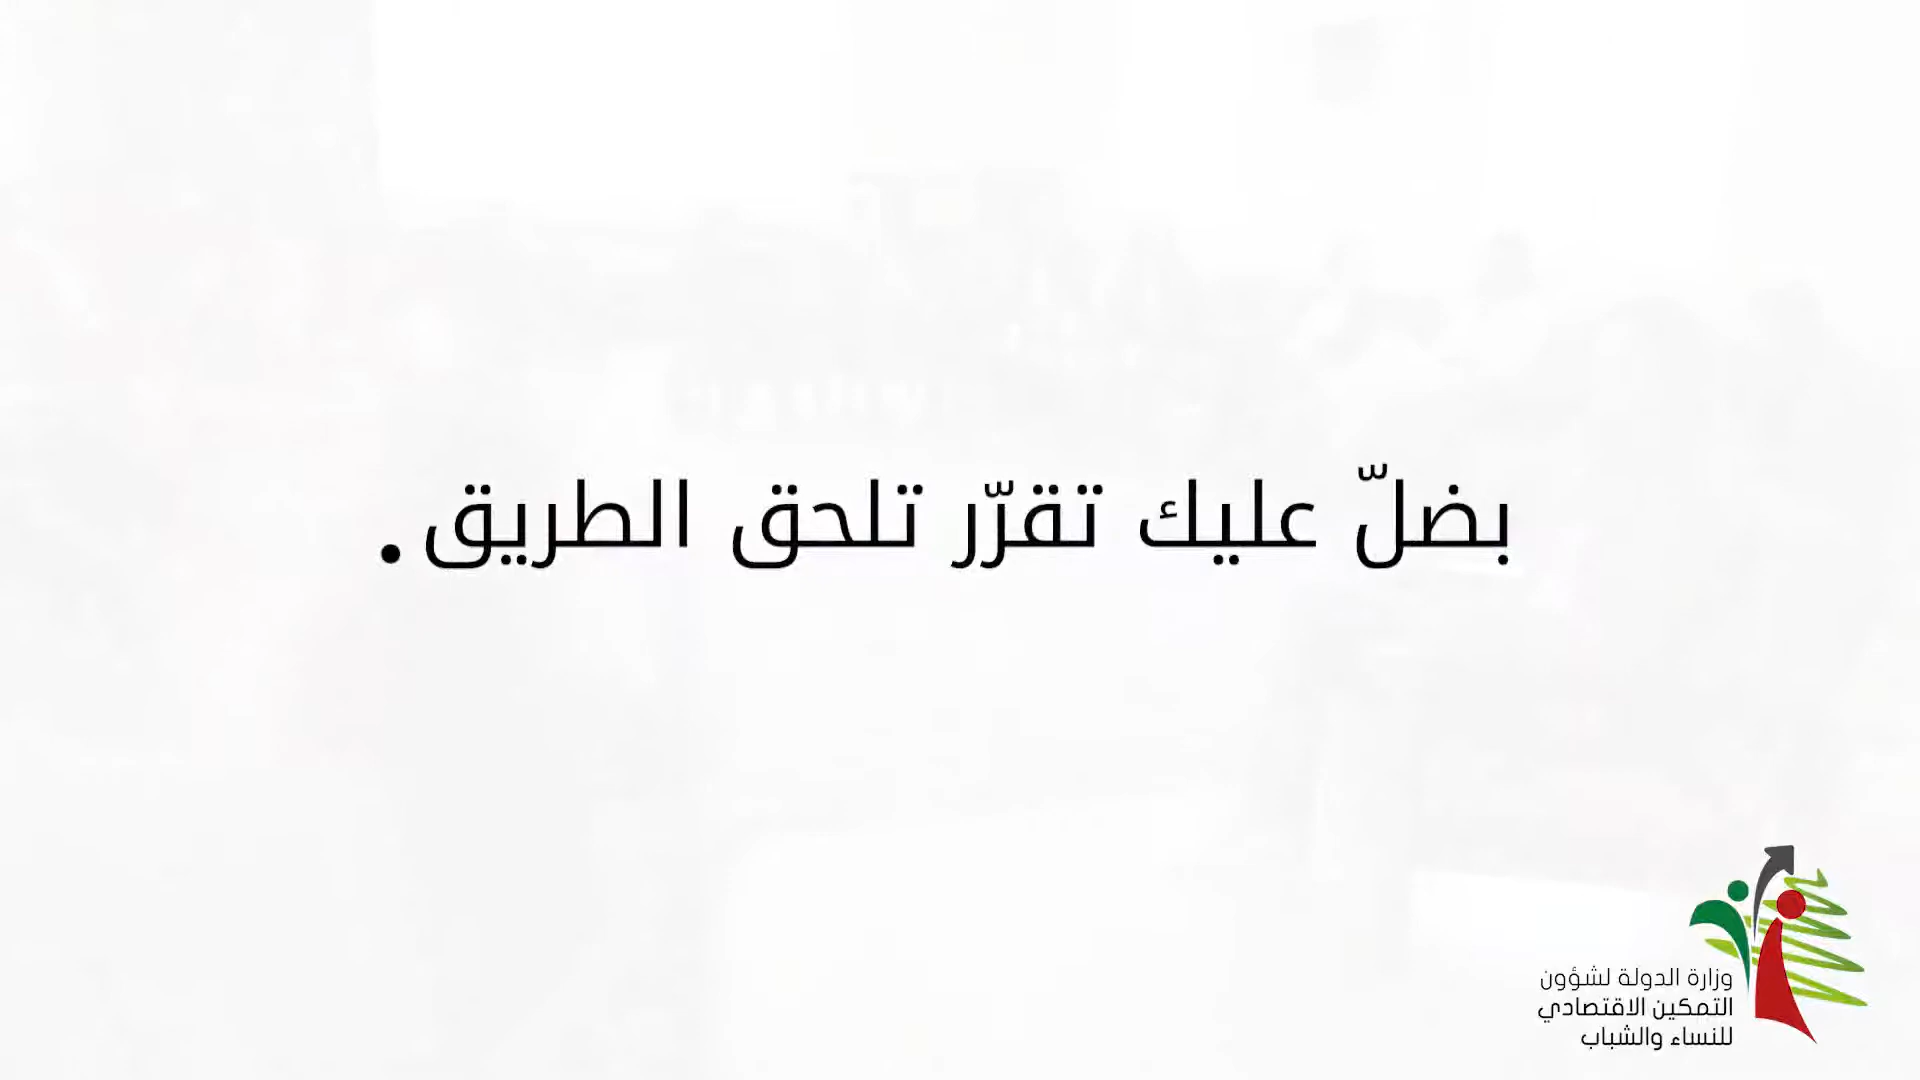 بضلّ عليك تقرّر تلحق الطريق.
وزارة الدولة لشؤون
التمكين الاقتصادي
للنساء والشباب